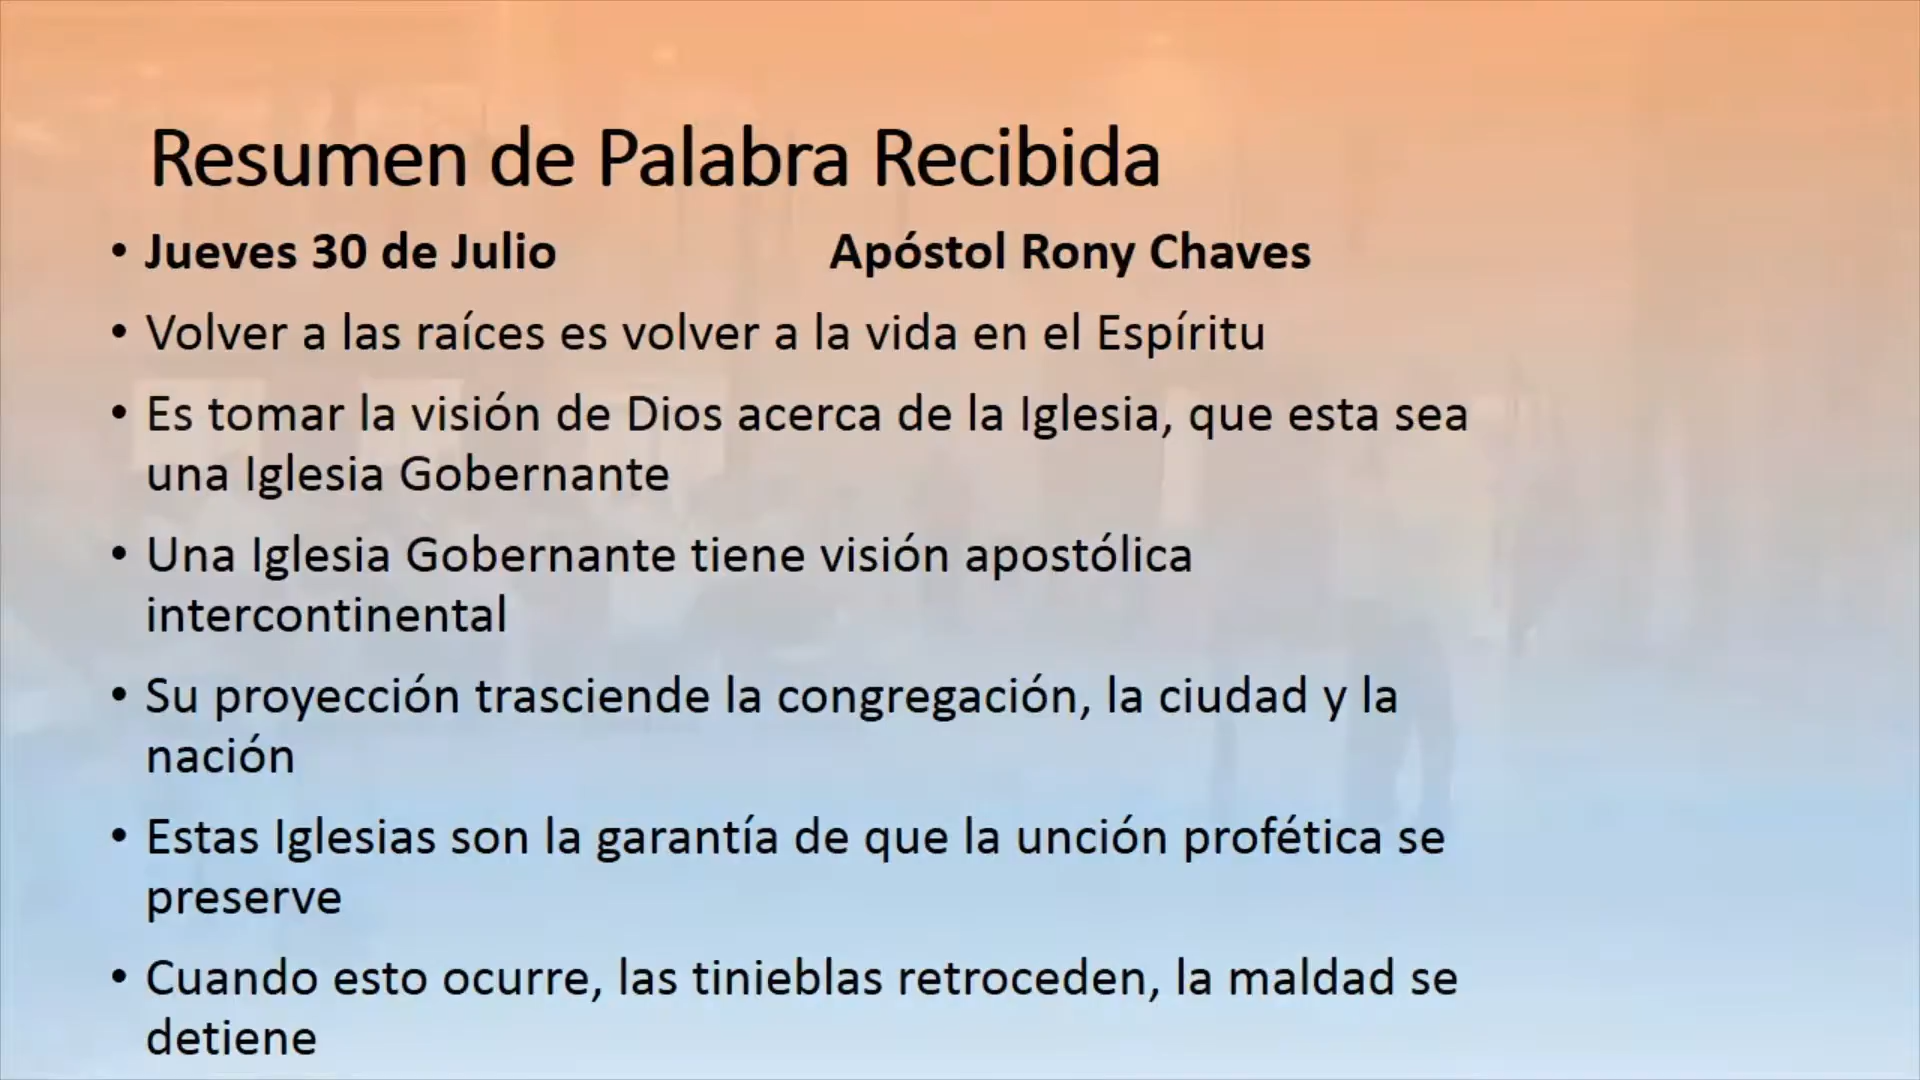 Resumen de Palabra Recibida
• Jueves 30 de Julio Apóstol Rony Chaves
• Volver a las raíces es volver a la vida en el Espíritu
• Es tomar la visión de Dios acerca de la Iglesia, que esta sea
una Iglesia Gobernante
• Una Iglesia Gobernante tiene visión apostólica
intercontinental
• Su proyección trasciende la congregación, la ciudad y la
nación
• Estas Iglesias son la garantía de que la unción profética se
preserve
• Cuando esto ocurre, las tinieblas retroceden, la maldad se
detiene